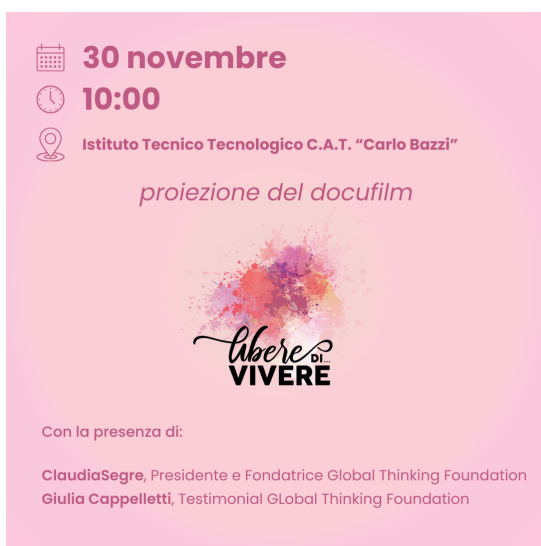 30 novembre
10:00
Istituto Tecnico Tecnologico C.A.T. “Carlo Bazzi”
proiezione del docufilm
libere DI...
VIVERE
Con la presenza di:
ClaudiaSegre, Presidente e Fondatrice Global Thinking Foundation
Giulia Cappelletti, Testimonial GLobal Thinking Foundation